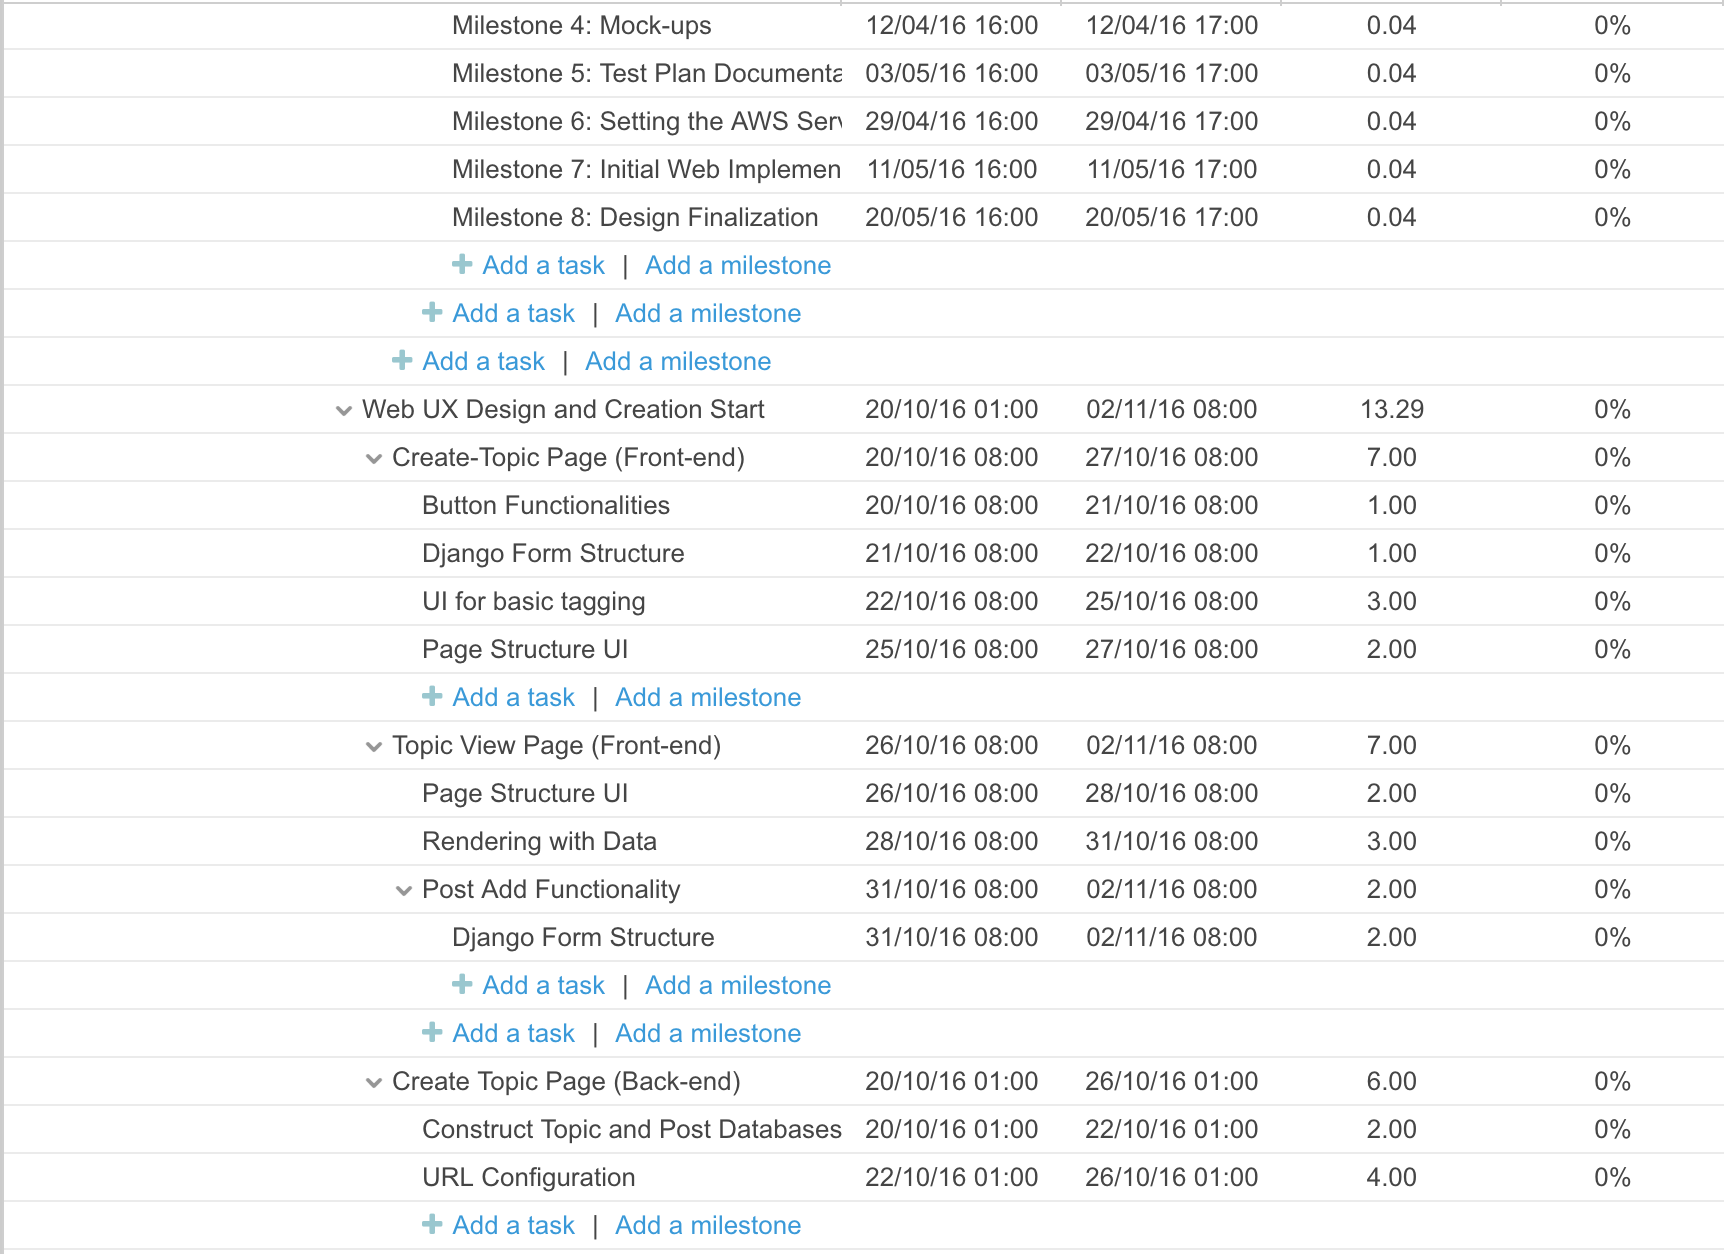 Milestone 4: Mock-ups 12/04/16 16:00 12/04/16 17:00 0.04 0%
Milestone 5: Test Plan Documenta 03/05/16 16:00 03/05/16 17:00 0.04 0%
Milestone 6: Setting the AWS Serv 29/04/16 16:00 29/04/16 17:00 0.04 0%
Milestone 7: Initial Web Implemen 11/05/16 16:00 11/05/16 17:00 0.04 0%
Milestone 8: Design Finalization 20/05/16 16:00 20/05/16 17:00 0.04 0%
Add a task | Add a milestone
Add a task | Add a milestone
Add a task | Add a milestone
Web UX Design and Creation Start 20/10/16 01:00 02/11/16 08:00 13.29 0%
Create-Topic Page (Front-end) 20/10/16 08:00 27/10/16 08:00 7.00 0%
Button Functionalities 20/10/16 08:00 21/10/16 08:00 1.00 0%
Django Form Structure 21/10/16 08:00 22/10/16 08:00 1.00 0%
UI for basic tagging 22/10/16 08:00 25/10/16 08:00 3.00 0%
Page Structure UI 25/10/16 08:00 27/10/16 08:00 2.00 0%
Add a task | Add a milestone
Topic View Page (Front-end) 26/10/16 08:00 02/11/16 08:00 7.00 0%
Page Structure UI 26/10/16 08:00 28/10/16 08:00 2.00 0%
Rendering with Data 28/10/16 08:00 31/10/16 08:00 3.00 0%
Post Add Functionality 31/10/16 08:00 02/11/16 08:00 2.00 0%
Django Form Structure 31/10/16 08:00 02/11/16 08:00 2.00 0%
Add a task | Add a milestone
Add a task | Add a milestone
Create Topic Page (Back-end) 20/10/16 01:00 26/10/16 01:00 6.00 0%
Construct Topic and Post Databases 20/10/16 01:00 22/10/16 01:00 2.00 0%
URL Configuration 22/10/16 01:00 26/10/16 01:00 4.00 0%
Add a task | Add a milestone